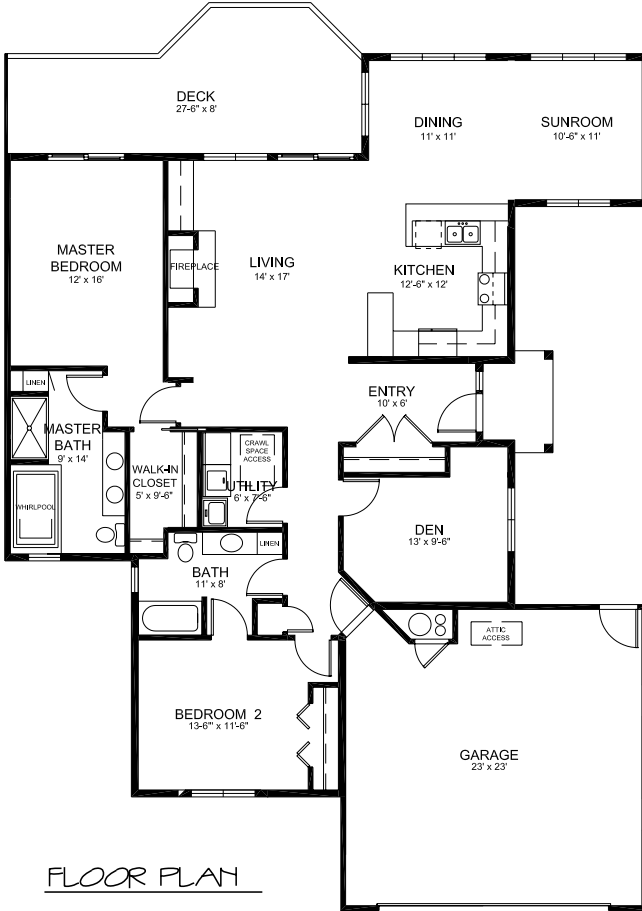 DECK
27'-6" x 8'
DINING
11' x 11'
SUNROOM
10'-6" x 11'
MASTER
BEDROOM
12' x 16'
FIREPLACE
LIVING
14' x 17'
KITCHEN
12'-6" x 12'
LINEN
ENTRY
10' x 6'
MASTER
BATH
9' x 14'
WALK-IN
CLOSET
5' x 9'-6"
CRAWL
SPACE
ACCESS
UTILITY
6' x 7'-6"
WHIRLPOOL
DEN
13' x 9'-6"
LINEN
BATH
11' x 8'
ATTIC
ACCESS
BEDROOM 2
13'-6'" x 11'-6"
GARAGE
23' x 23'
FLOOR PLAN